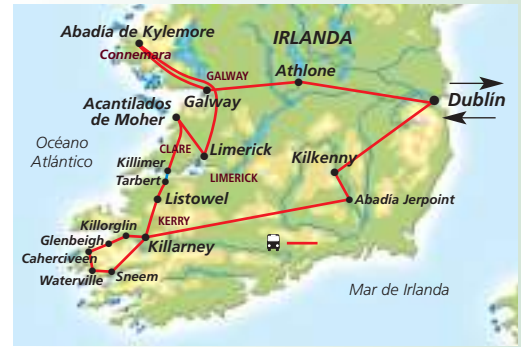 Abadía de Kylemore
Connemara
IRLANDA
GALWAY
Athlone
Galway
Dublín
Acantilados
de Moher
Océano
Atlántico
CLARE
Limerick
Killimer
LIMERICK
Kilkenny
Tarbert
Listowel
Abadía Jerpoint
KERRY
Killorglin
Glenbeigh
Killarney
Caherciveen
Waterville
Sneem
Mar de Irlanda